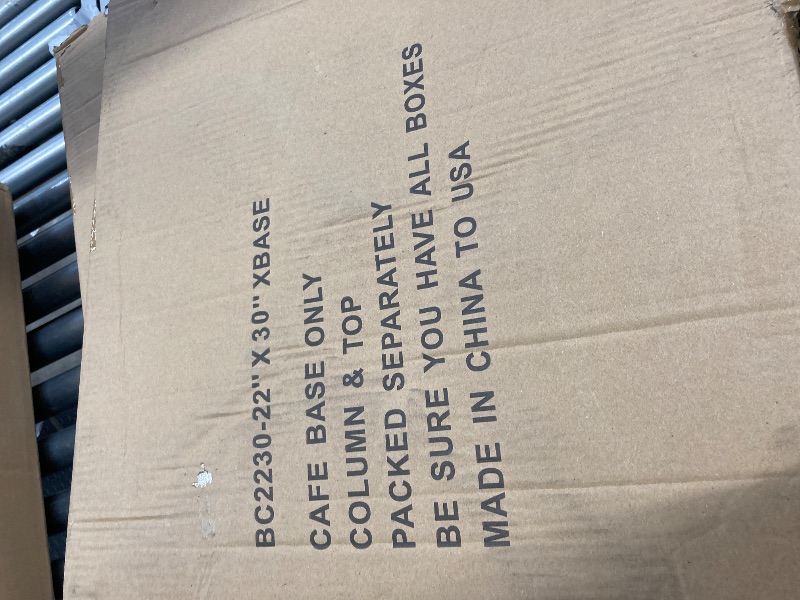 BC2230-22" X 30" XBASE
CAFE BASE ONLY
COLUMN & TOP
PACKED SEPARATELY
BE SURE YOU HAVE ALL BOXES
MADE IN CHINA TO USA